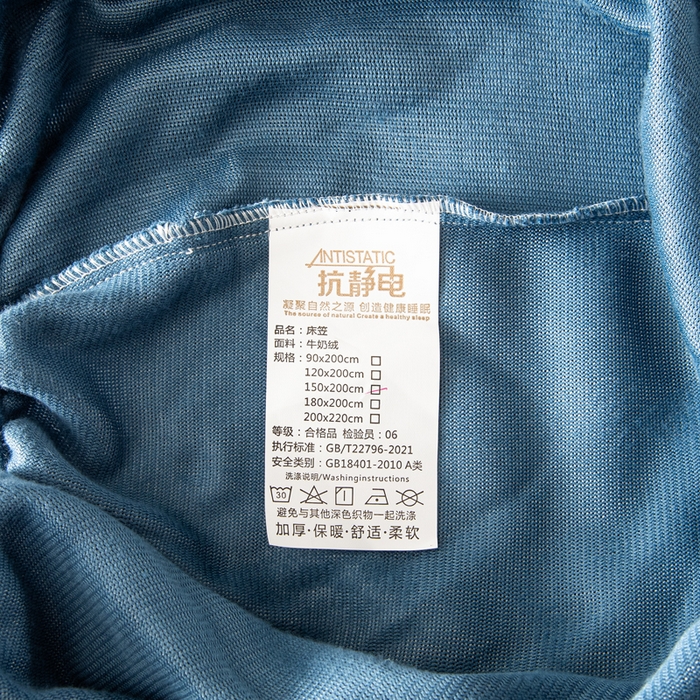 ANTISTATIC
抗静电
凝聚自然之源 创造健康睡眠
The source of natural Create a healthy sleep
品名：床笠
面料：牛奶绒
规格：90x200cm □
120x200cm □
150x200cm □
180x200cm □
200x220cm □
等级：合格品 检验员：06
执行标准：GB/T22796-2021
安全类别：GB18401-2010 A类
洗涤说明/Washinginstructions
30
避免与其他深色织物一起洗涤
加厚·保暖·舒适·柔软